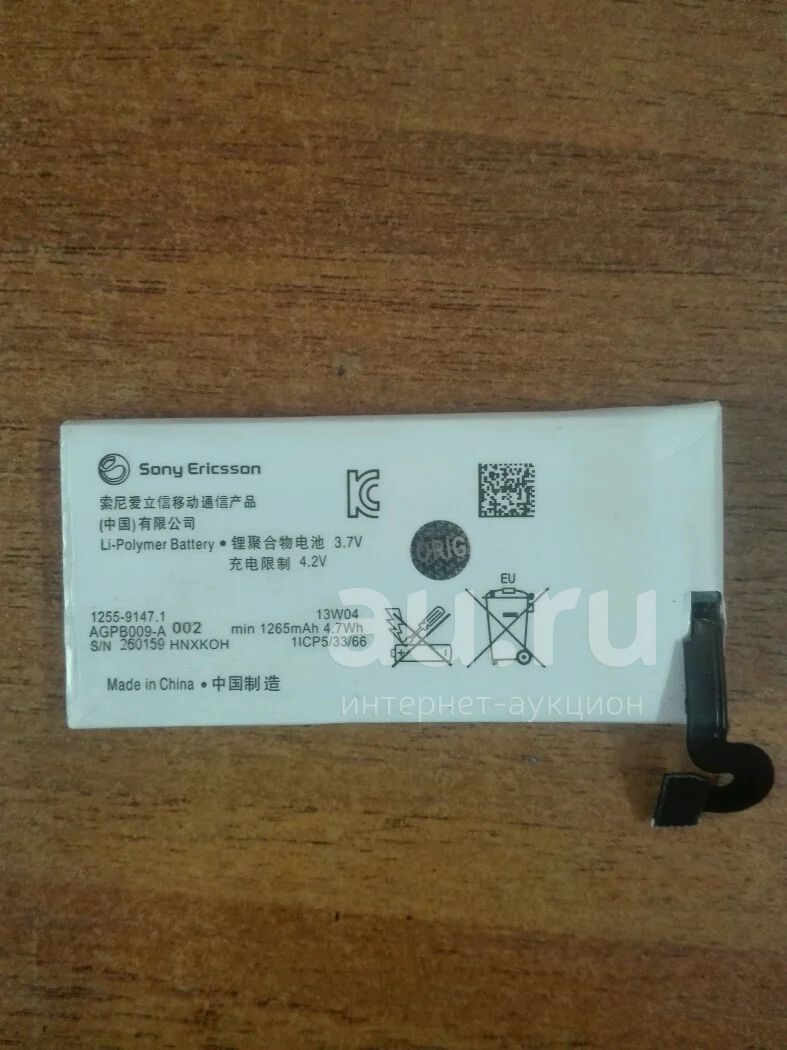 Sony Ericsson
索尼爱立信移动通信产品
(中国)有限公司
Li-Polymer Battery • 锂聚合物电池 3.7V
充电限制 4.2V
ORIG
EU
1255-9147.1 13W04
AGPB009-A 002 min 1265mAh 4.7Wh
S/N 260159 HNXKOH 1ICP5/33/66
Made in China • 中国制造
au.ru
интернет-аукцион